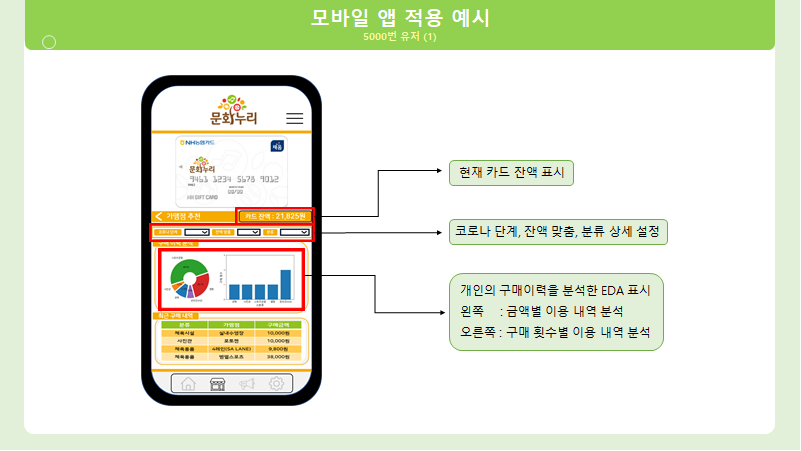 모바일 앱 적용 예시
5000번 유저 (1)
문화누리
NH농협카드
채움
문화누리
9461 1234 5678 9012
GIFT CARD
가맹점 추천
카드 잔액 : 21,825원
최근 구매 내역
분류 가맹점 구매금액
체육시설 실내수영장 10,000원
사진관 포토큰 10,000원
체육용품 4레인(SA LANE) 9,800원
체육용품 밴엘스포츠 38,000원
현재 카드 잔액 표시
코로나 단계, 잔액 맞춤, 분류 상세 설정
개인의 구매이력을 분석한 EDA 표시
왼쪽 : 금액별 이용 내역 분석
오른쪽 : 구매 횟수별 이용 내역 분석